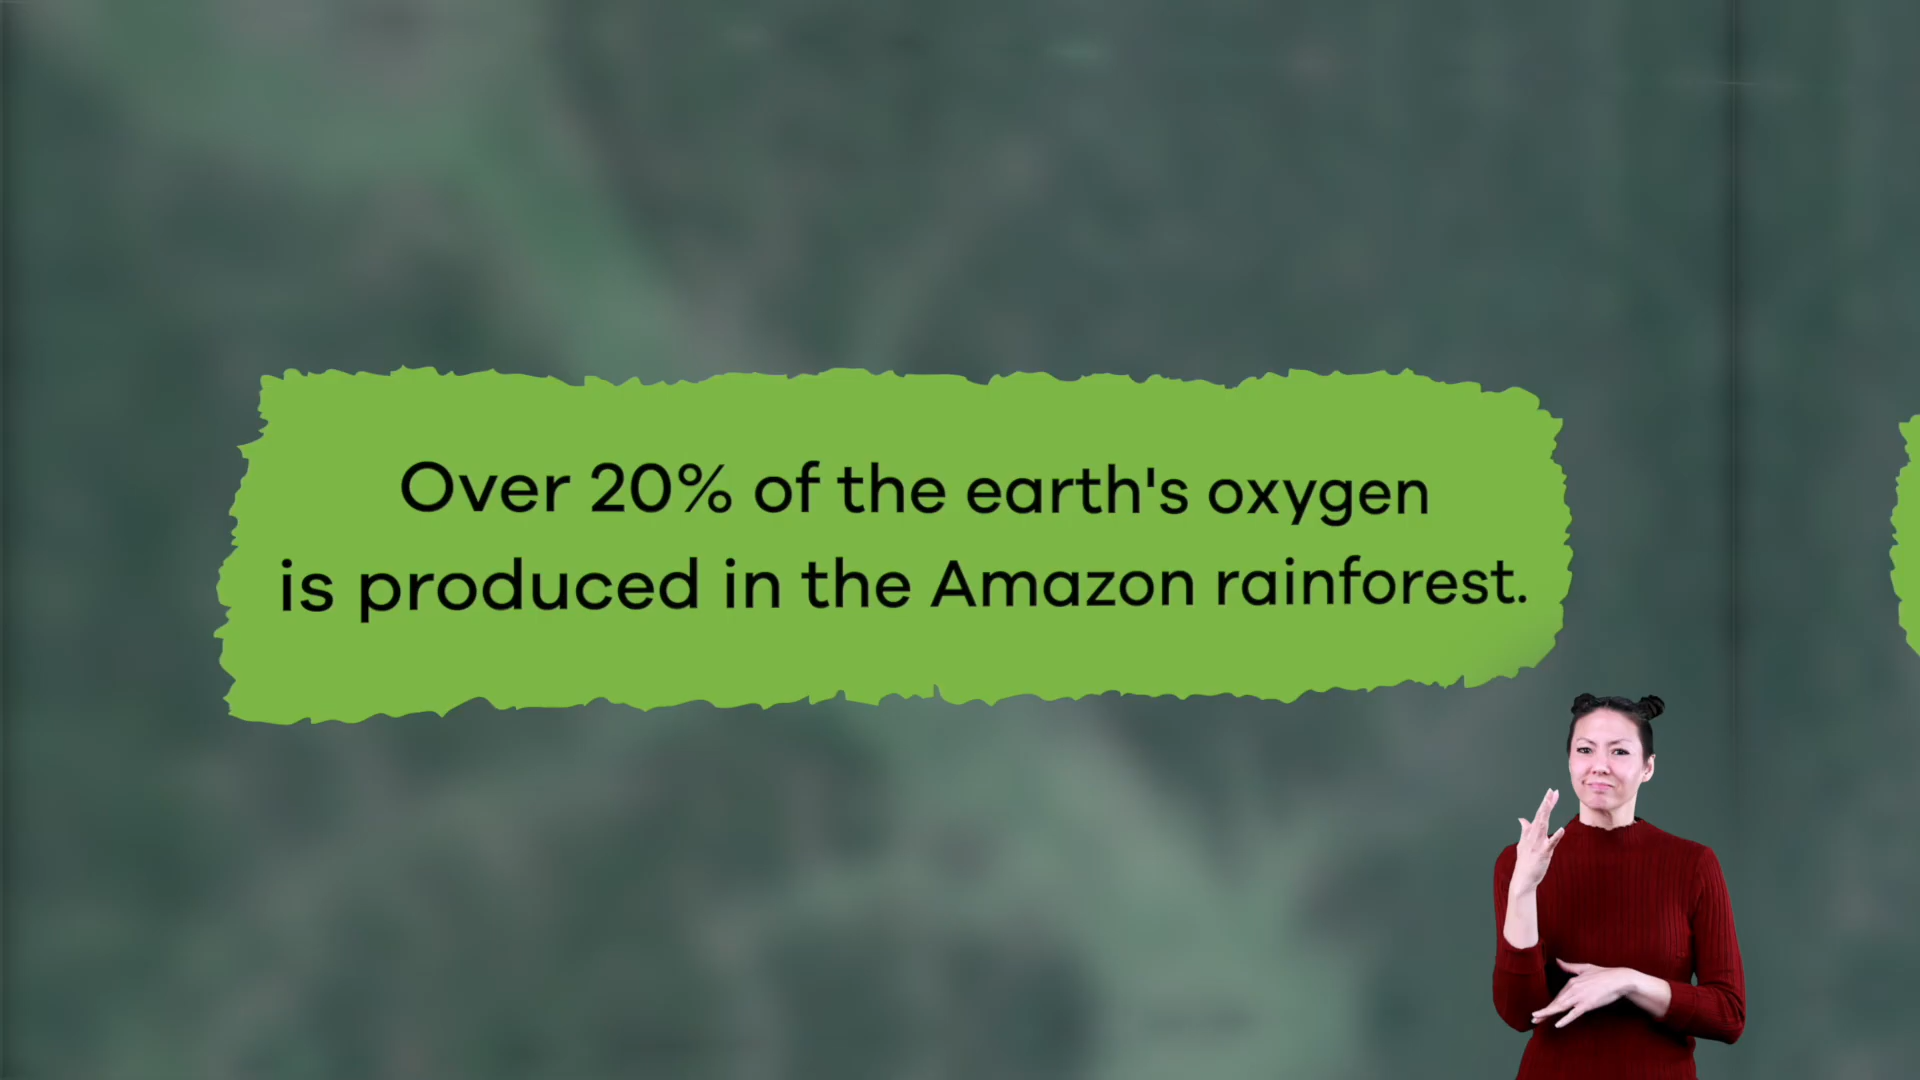 Over 20% of the earth's oxygen
is produced in the Amazon rainforest.